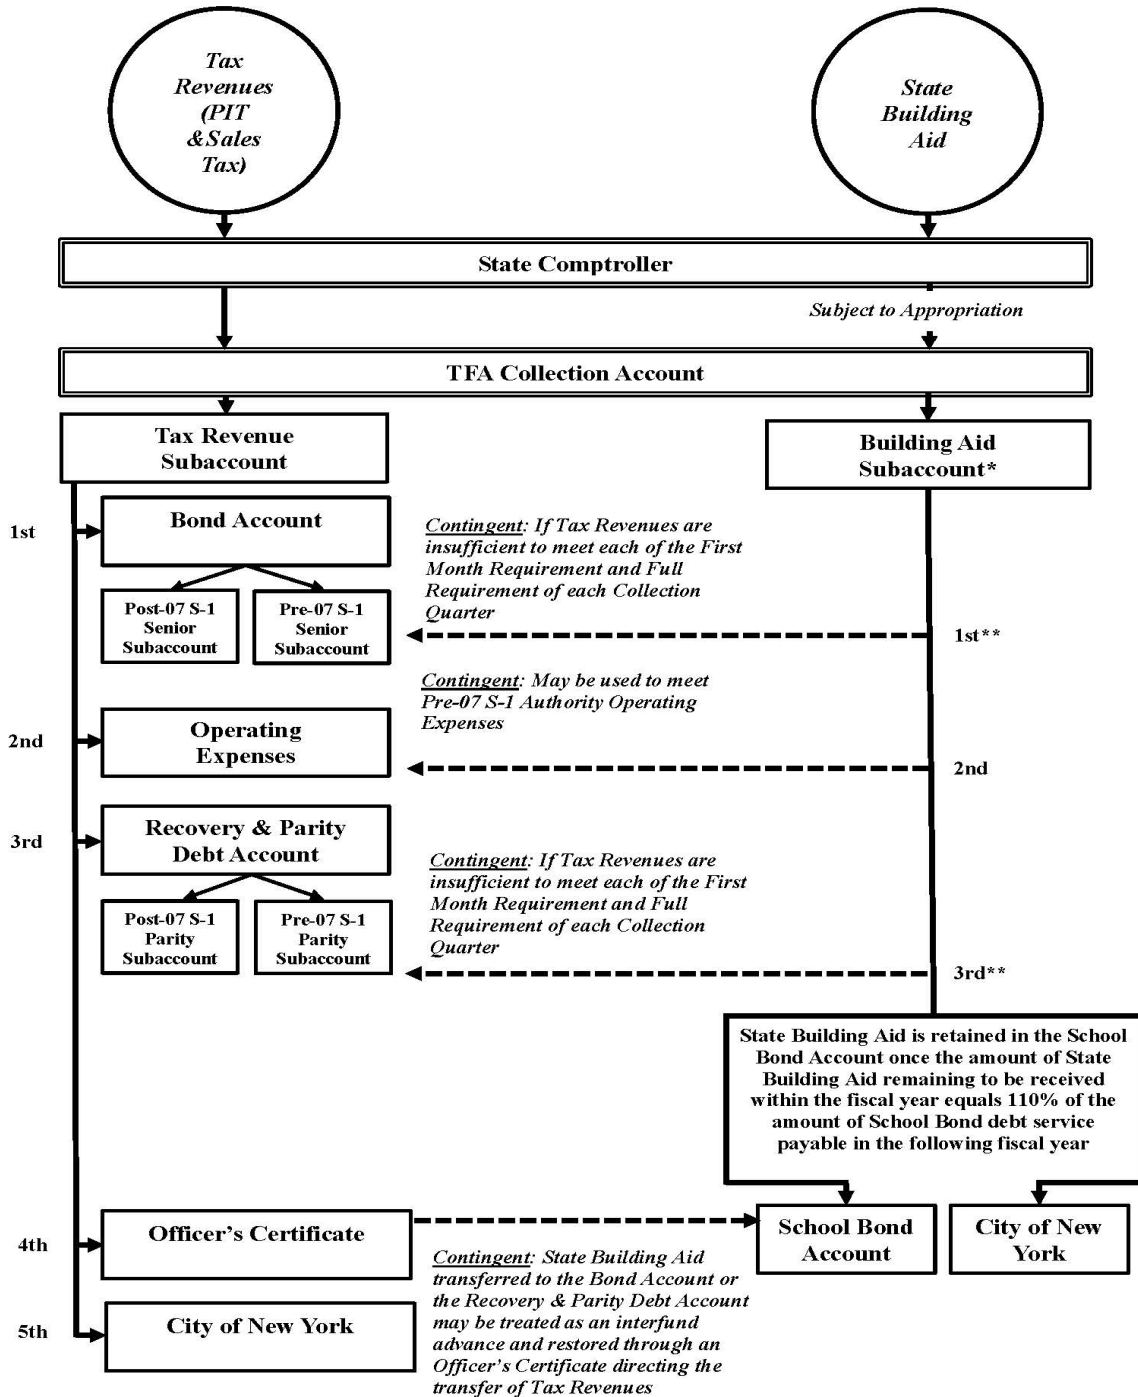 Tax
Revenues
(PIT
&Sales
Tax)
State
Building
Aid
State Comptroller
Subject to Appropriation
TFA Collection Account
Tax Revenue
Subaccount
Building Aid
Subaccount*
1st
Bond Account
Contingent: If Tax Revenues are
insufficient to meet each of the First
Month Requirement and Full
Requirement of each Collection
Quarter
Post-07 S-1
Senior
Subaccount
Pre-07 S-1
Senior
Subaccount
1st**
Contingent: May be used to meet
Pre-07 S-1 Authority Operating
Expenses
2nd
Operating
Expenses
2nd
3rd
Recovery & Parity
Debt Account
Contingent: If Tax Revenues are
insufficient to meet each of the First
Month Requirement and Full
Requirement of each Collection
Quarter
Post-07 S-1
Parity
Subaccount
Pre-07 S-1
Parity
Subaccount
3rd**
State Building Aid is retained in the School
Bond Account once the amount of State
Building Aid remaining to be received
within the fiscal year equals 110% of the
amount of School Bond debt service
payable in the following fiscal year
4th
Officer's Certificate
School Bond
Account
City of New
York
Contingent: State Building Aid
transferred to the Bond Account or
the Recovery & Parity Debt Account
may be treated as an interfund
advance and restored through an
Officer's Certificate directing the
transfer of Tax Revenues
5th
City of New York